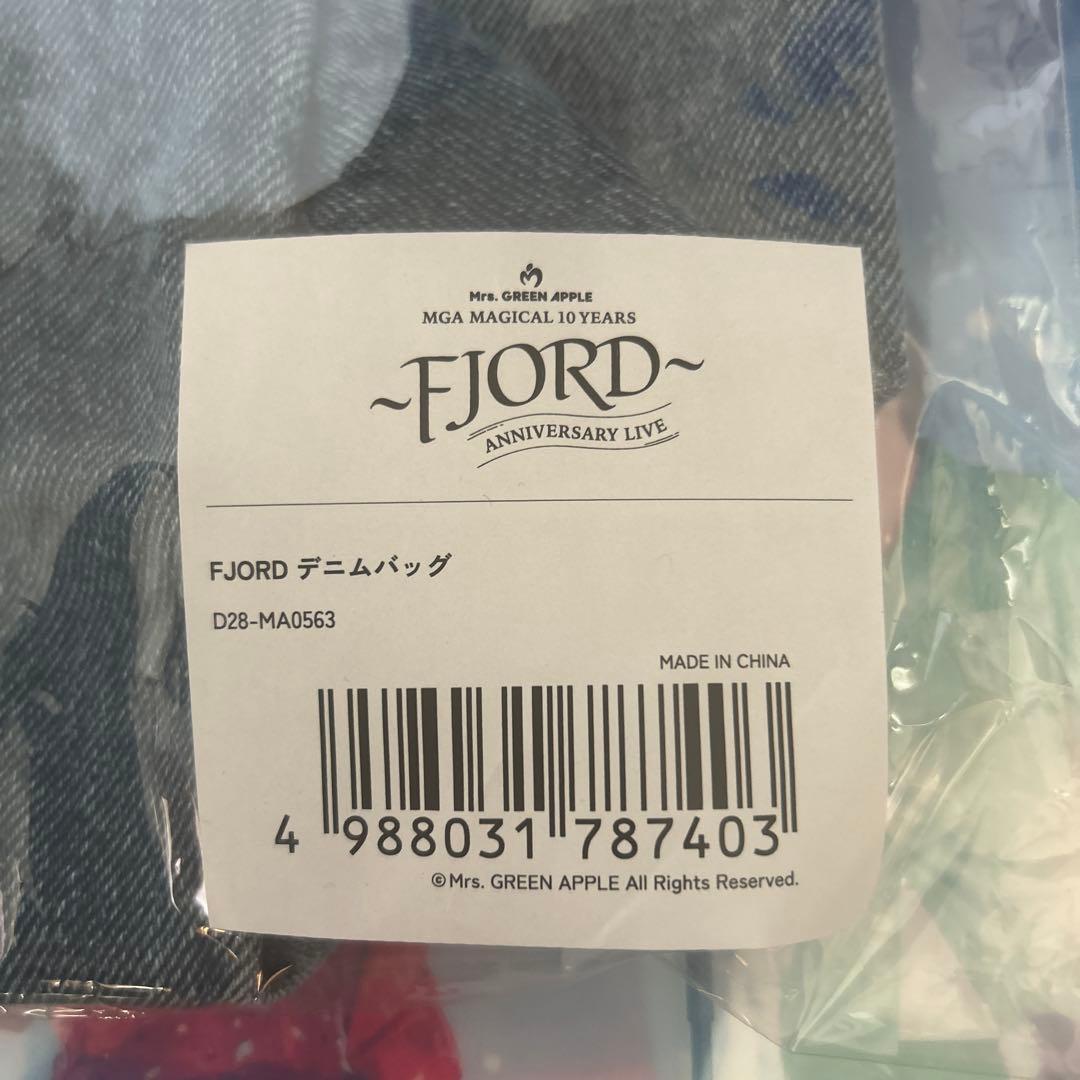 Mrs. GREEN APPLE
MGA MAGICAL 10 YEARS
~FJORD~
ANNIVERSARY LIVE
FJORD デニムバッグ
D28-MA0563
MADE IN CHINA
4 988031 787403
©Mrs. GREEN APPLE All Rights Reserved.